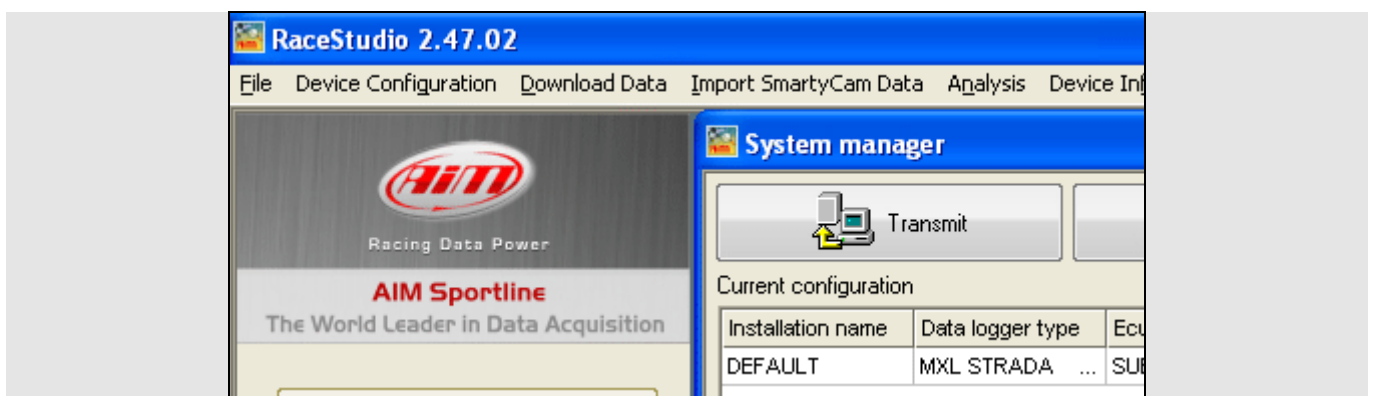 RaceStudio 2.47.02
File Device Configuration Download Data Import SmartyCam Data Analysis Device
System manager
AiM
Racing Data Power
Transmit
AIM Sportline
The World Leader in Data Acquisition
Current configuration
Installation name Data logger type Ecu
DEFAULT MXL STRADA ...